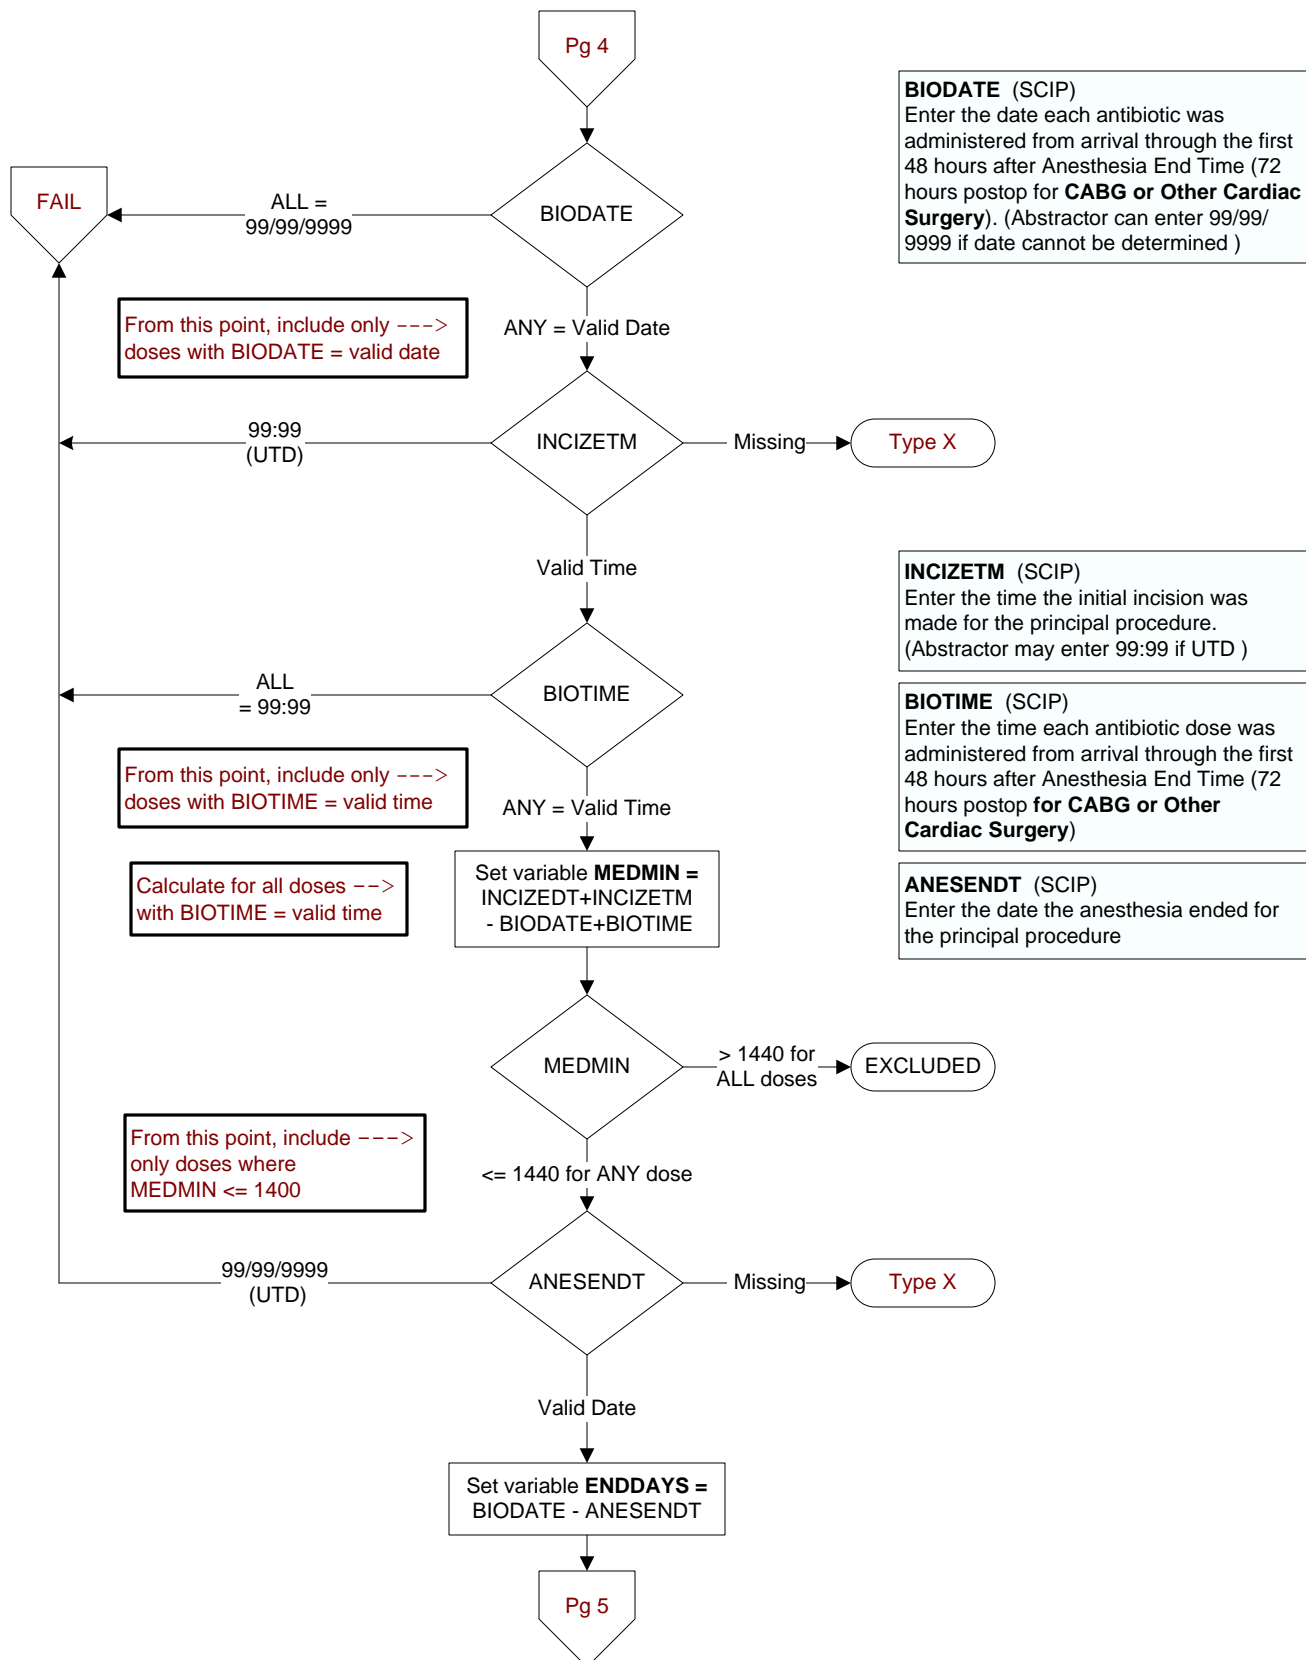 Pg 4
BIODATE (SCIP)
Enter the date each antibiotic was
administered from arrival through the first
48 hours after Anesthesia End Time (72
hours postop for CABG or Other Cardiac
Surgery). (Abstractor can enter 99/99/
9999 if date cannot be determined )
FAIL
ALL =
99/99/9999
BIODATE
From this point, include only --->
doses with BIODATE = valid date
ANY = Valid Date
99:99
(UTD)
INCIZETM
Missing
Type X
Valid Time
INCIZETM (SCIP)
Enter the time the initial incision was
made for the principal procedure.
(Abstractor may enter 99:99 if UTD )
ALL
= 99:99
BIOTIME
BIOTIME (SCIP)
Enter the time each antibiotic dose was
administered from arrival through the first
48 hours after Anesthesia End Time (72
hours postop for CABG or Other
Cardiac Surgery)
From this point, include only --->
doses with BIOTIME = valid time
ANY = Valid Time
Calculate for all doses -->
with BIOTIME = valid time
Set variable MEDMIN =
INCIZEDT+INCIZETM
- BIODATE+BIOTIME
ANESENDT (SCIP)
Enter the date the anesthesia ended for
the principal procedure
MEDMIN
> 1440 for
ALL doses
EXCLUDED
From this point, include --->
only doses where
MEDMIN <= 1400
<= 1440 for ANY dose
99/99/9999
(UTD)
ANESENDT
Missing
Type X
Valid Date
Set variable ENDDAYS =
BIODATE - ANESENDT
Pg 5